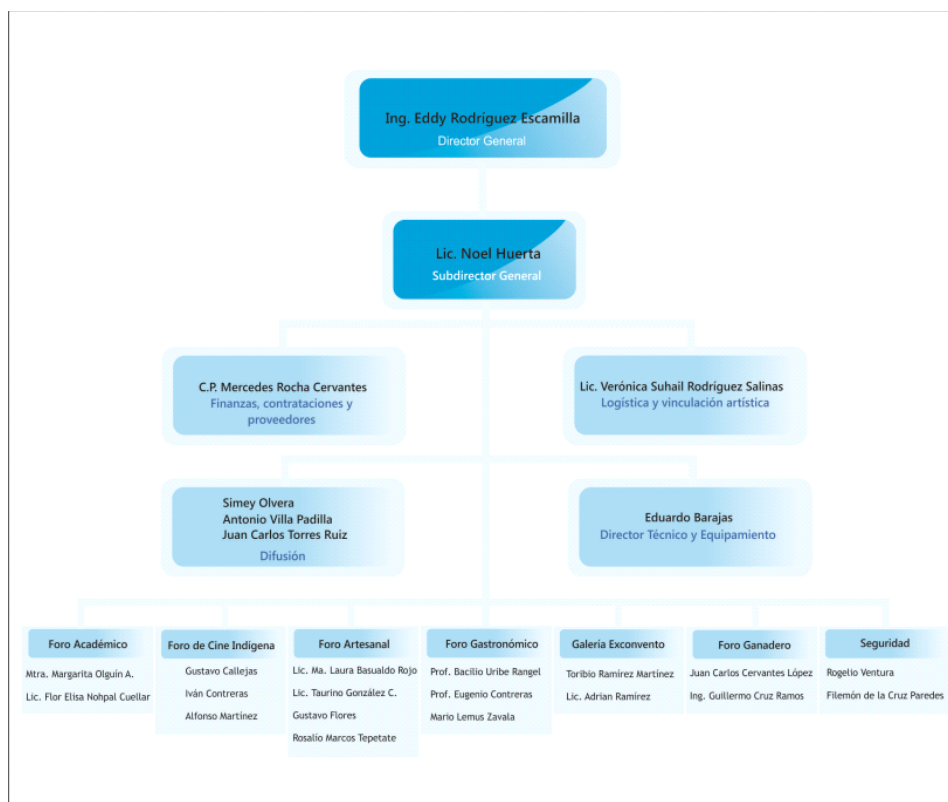 Ing. Eddy Rodríguez Escamilla
Director General
Lic. Noel Huerta
Subdirector General
C.P. Mercedes Rocha Cervantes
Finanzas, contrataciones y
proveedores
Lic. Verónica Suhail Rodríguez Salinas
Logística y vinculación artística
Simey Olvera
Antonio Villa Padilla
Juan Carlos Torres Ruiz
Difusión
Eduardo Barajas
Director Técnico y Equipamiento
Foro Académico
Mtra. Margarita Olguín A.
Lic. Flor Elisa Nohpal Cuellar
Foro de Cine Indígena
Gustavo Callejas
Iván Contreras
Alfonso Martínez
Foro Artesanal
Lic. Ma. Laura Basualdo Rojo
Lic. Taurino González C.
Gustavo Flores
Rosalío Marcos Tepetate
Foro Gastronómico
Prof. Bacilio Uribe Rangel
Prof. Eugenio Contreras
Mario Lemus Zavala
Galería Exconvento
Toribio Ramírez Martínez
Lic. Adrian Ramírez
Foro Ganadero
Juan Carlos Cervantes López
Ing. Guillermo Cruz Ramos
Seguridad
Rogelio Ventura
Filemón de la Cruz Paredes